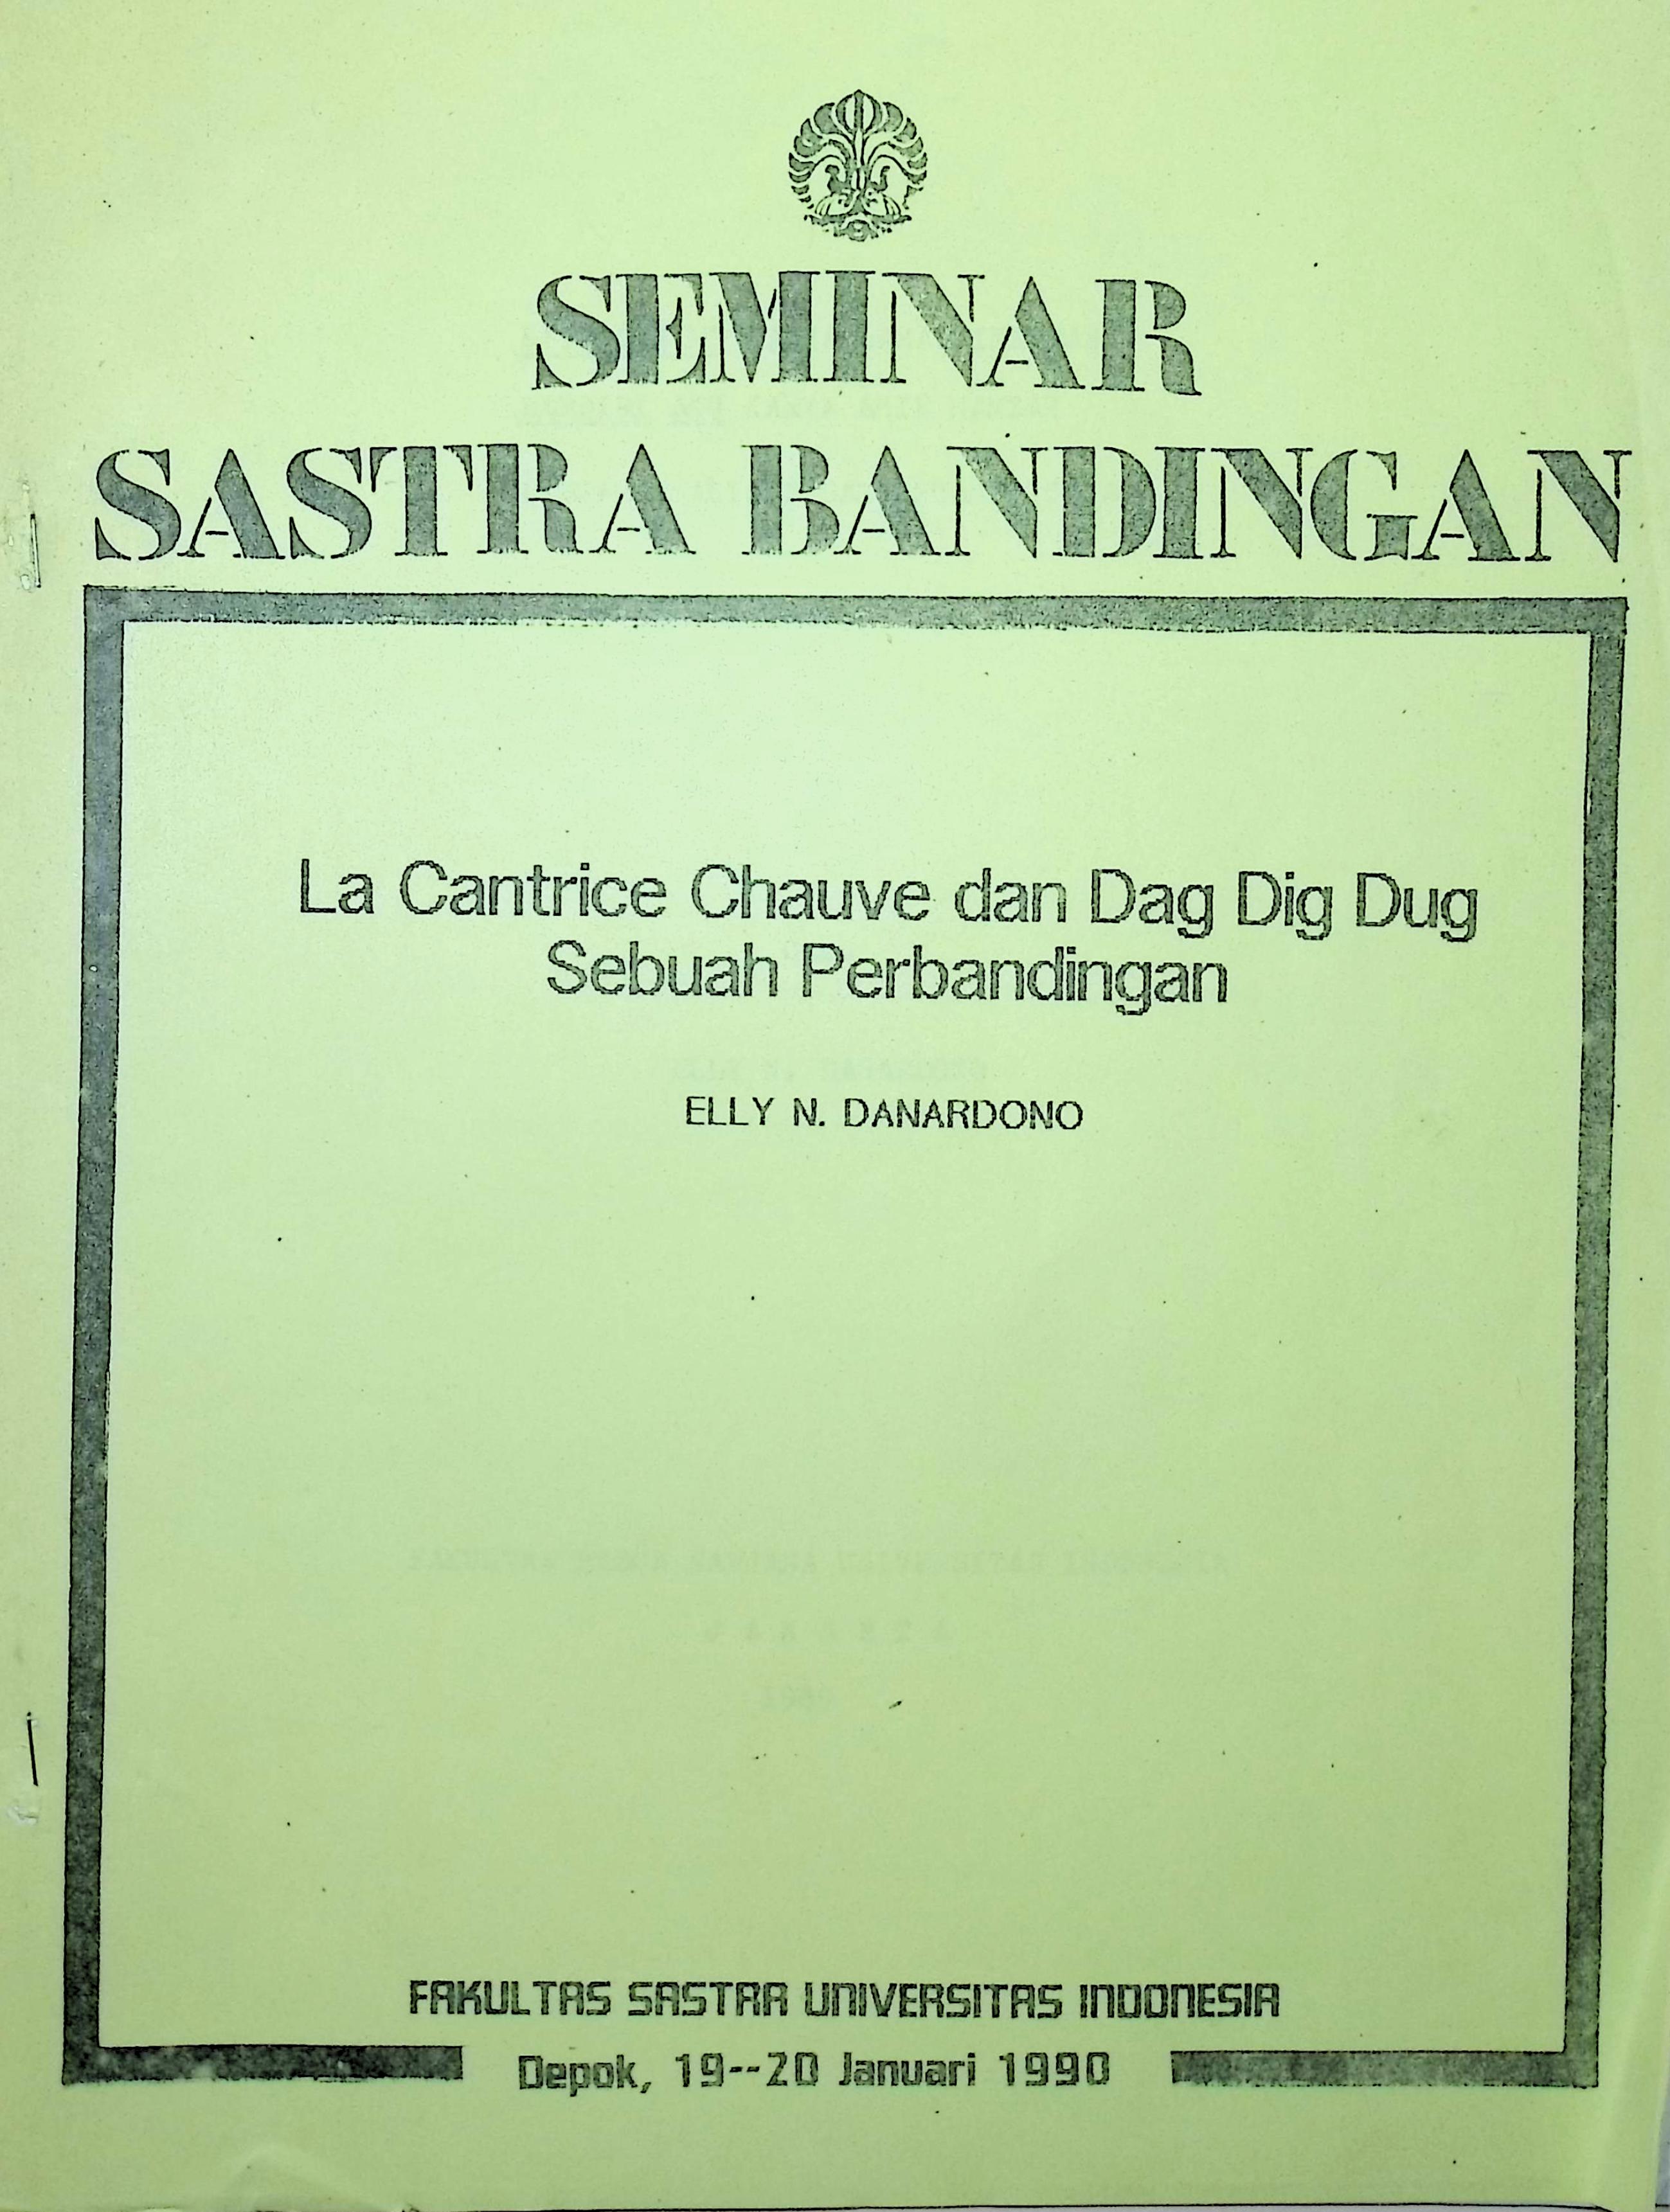 SEMINAR
SASTRA BANDINGAN
La Cantrice Chauve dan Dag Dig Dug
Sebuah Perbandingan
ELLY N. DANARDONO
FAKULTAS SASTRA UNIVERSITAS INDONESIA
Depok, 19--20 Januari 1990